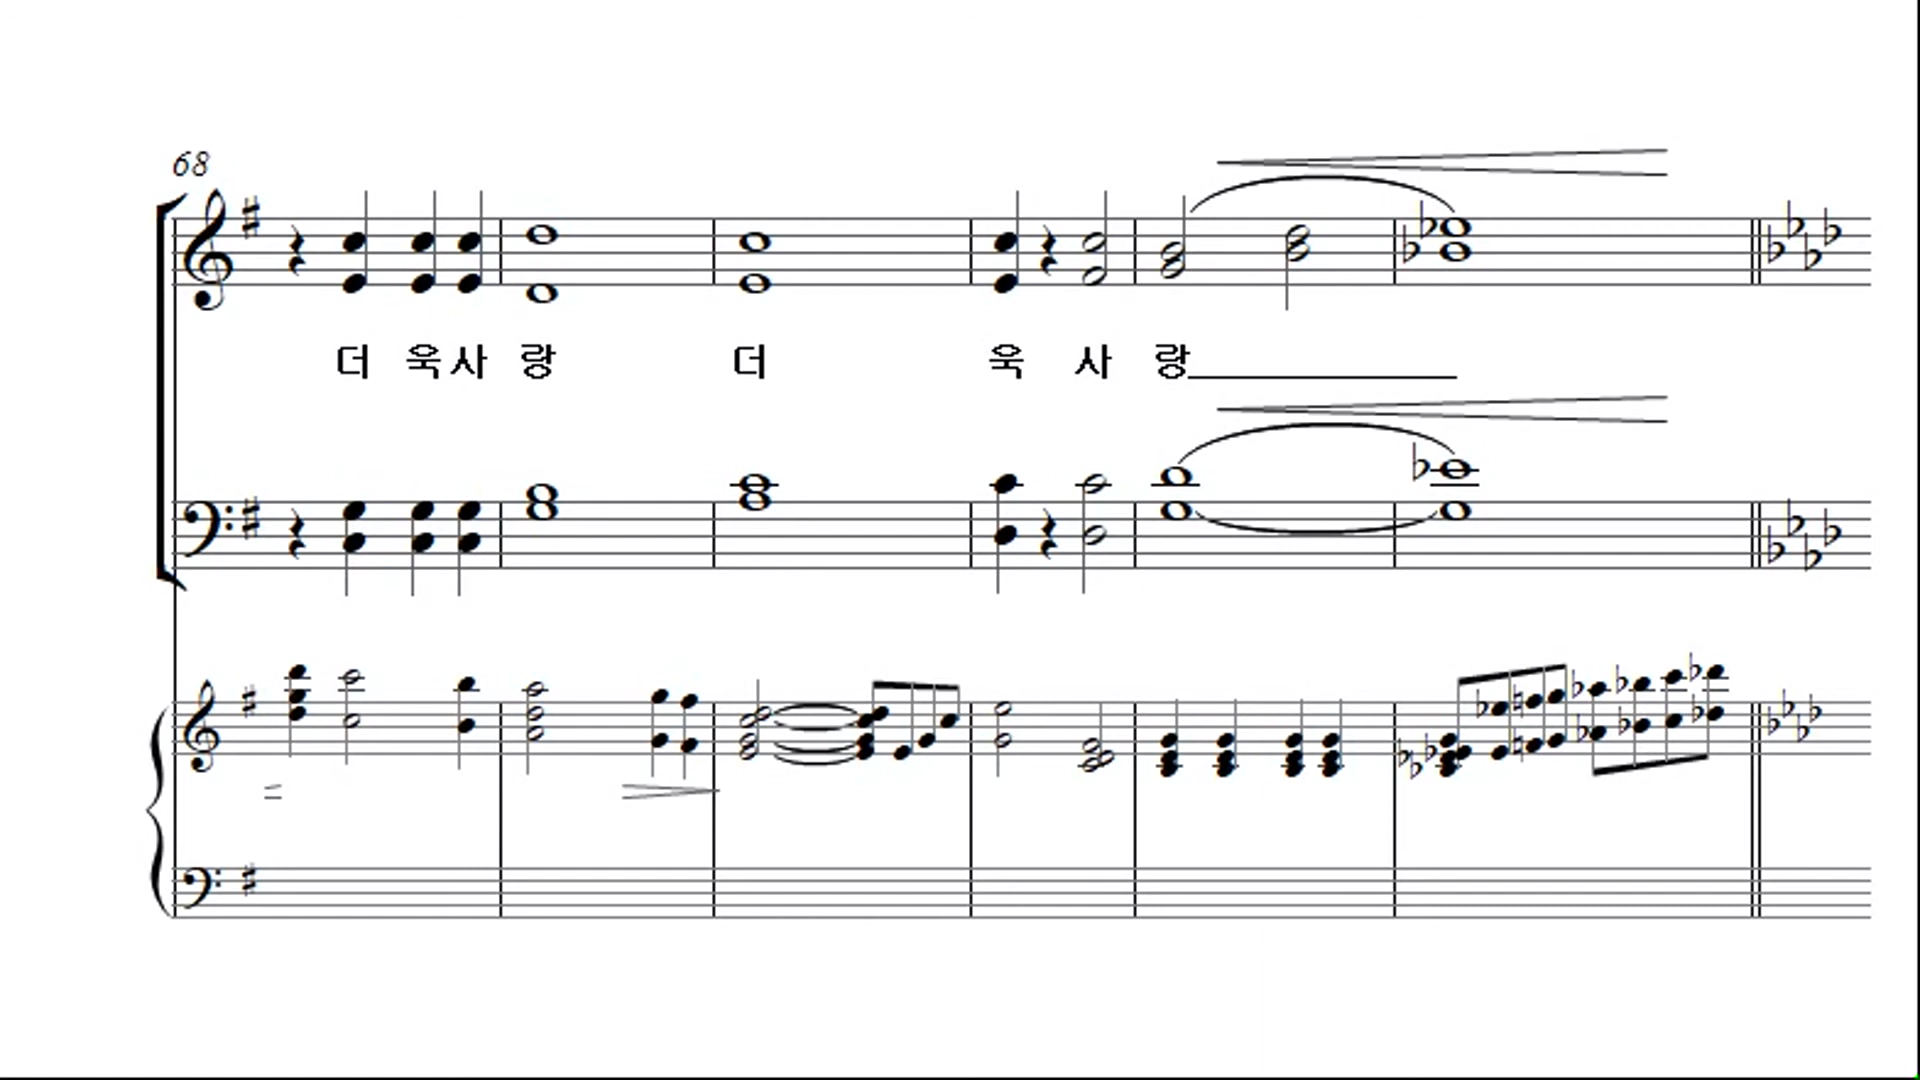 68
더 욱 사 랑 더 욱 사 랑